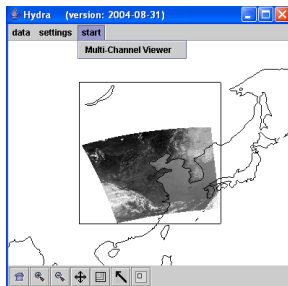 Hydra (version: 2004-08-31)
data settings start
Multi-Channel Viewer